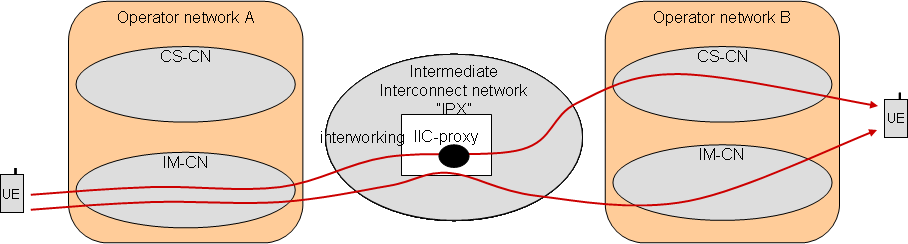 Operator network A
CS-CN
IM-CN
UE
Intermediate
Interconnect network
"IPX"
interworking
IIC-proxy
Operator network B
CS-CN
IM-CN
UE